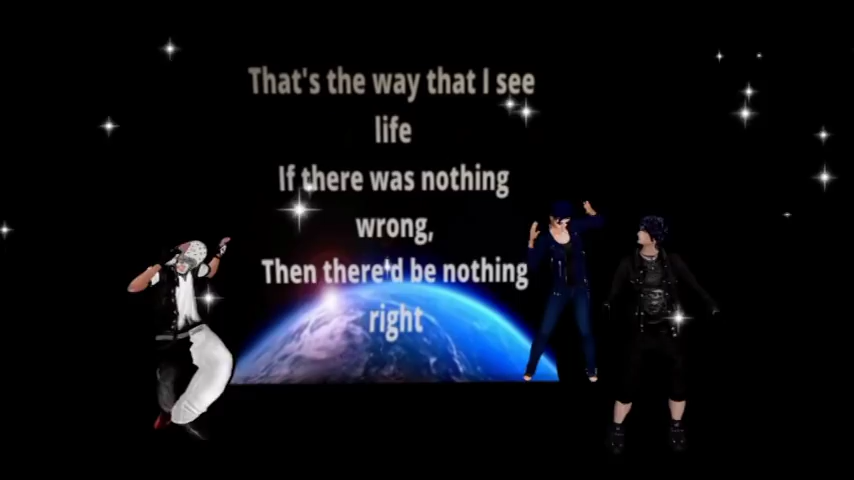 That's the way that I see
life
If there was nothing
wrong,
Then there'd be nothing
right